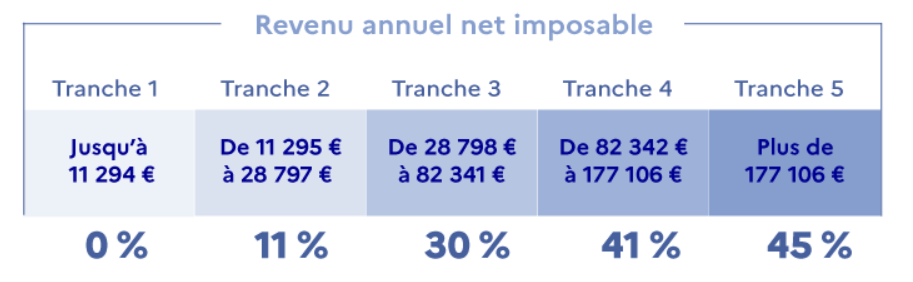 Revenu annuel net imposable
Tranche 1 Tranche 2 Tranche 3 Tranche 4 Tranche 5
Jusqu'à De 11 295 € De 28 798 € De 82 342 € Plus de
11 294 € à 28 797 € à 82 341 € à 177 106 € 177 106 €
0 % 11 % 30 % 41 % 45 %